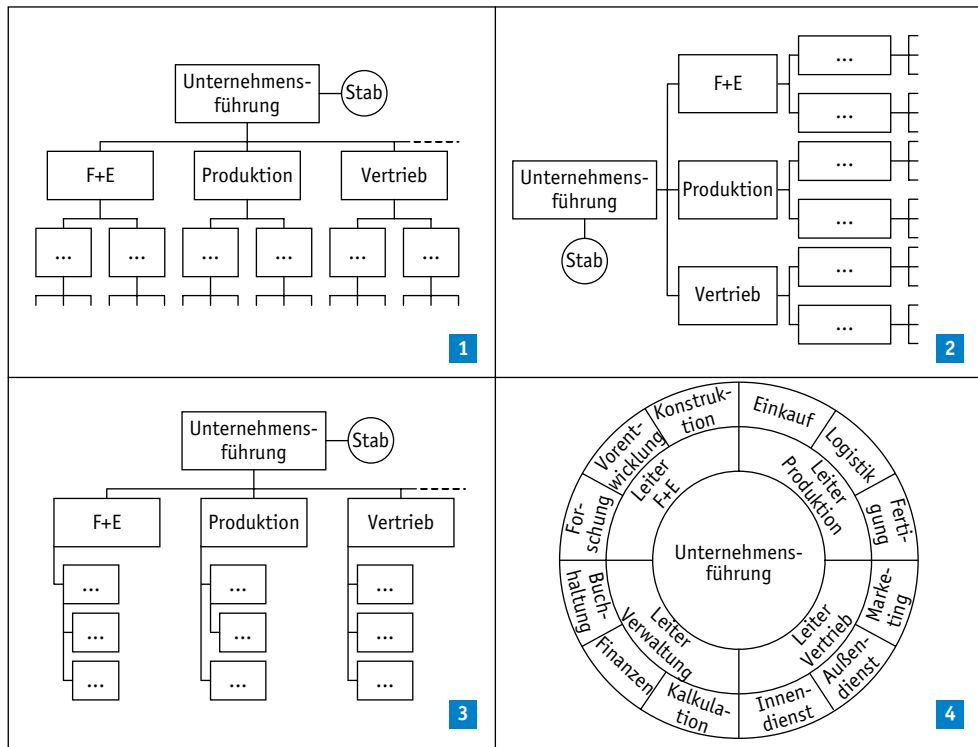 Unternehmens-
führung
Stab
F+E
Produktion
Vertrieb
...
...
...
...
...
...
1
F+E
...
...
Unternehmens-
führung
Produktion
...
...
Stab
Vertrieb
...
...
2
Unternehmens-
führung
Stab
F+E
Produktion
Vertrieb
...
...
...
...
...
...
...
...
...
3
Unternehmens-
führung
Leiter
F+E
Leiter
Produktion
Leiter
Vertrieb
Leiter
Verwaltung
Einkauf
Logistik
Ferti-
gung
Marke-
ting
Außen-
dienst
Innen-
dienst
Kalkula-
tion
Finanzen
Buch-
haltung
For-
schung
Vorent-
wicklung
Konstruk-
tion
4